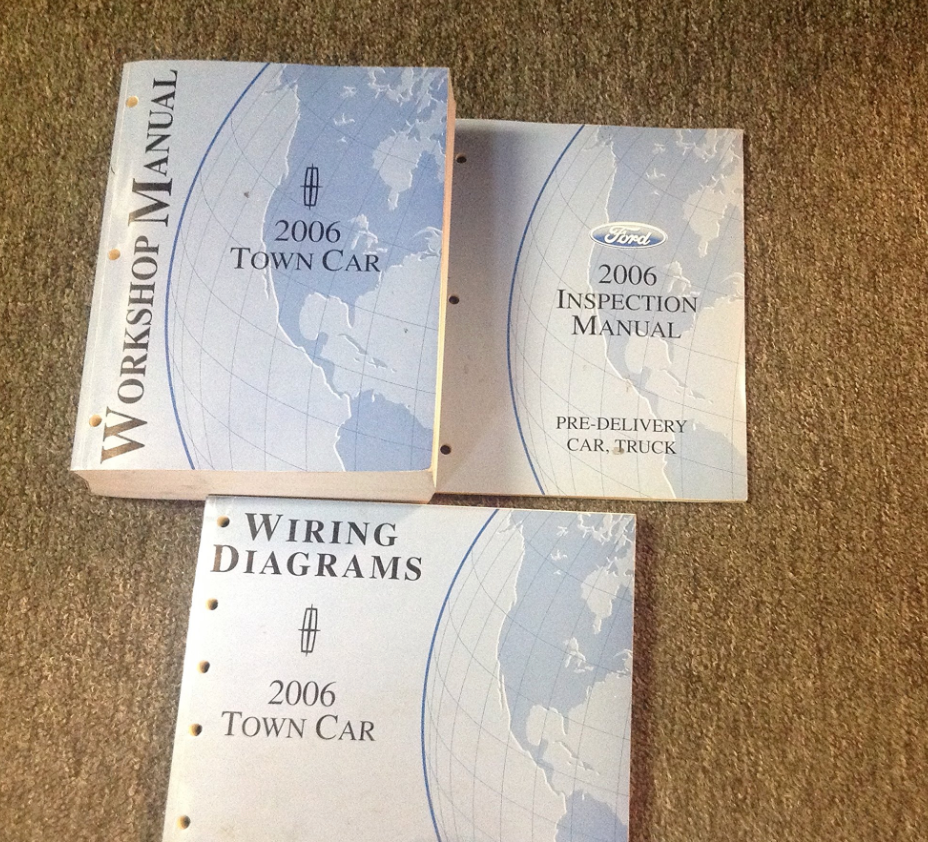 WORKSHOP MANUAL
2006
TOWN CAR
Ford
2006
INSPECTION
MANUAL
PRE-DELIVERY
CAR, TRUCK
WIRING
DIAGRAMS
2006
TOWN CAR